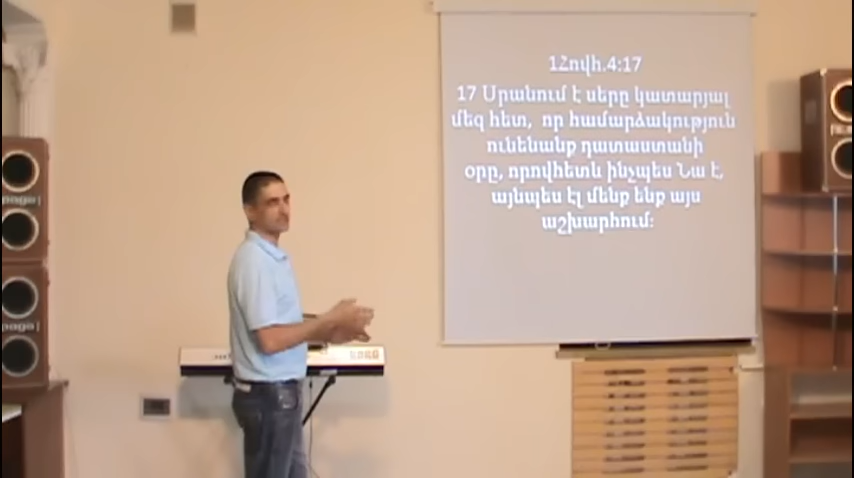 1Հովհ.4:17
17 Սրանում է սերը կատարյալ
մեզ հետ, որ համարձակություն
ունենանք դատաստանի
օրը, որովհետև ինչպես Նա է,
այնպես էլ մենք ենք այս
աշխարհում:
KORG